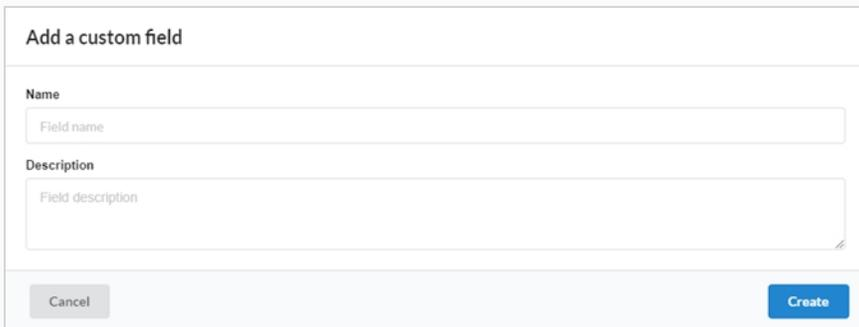 Add a custom field
Name
Field name
Description
Field description
Cancel
Create